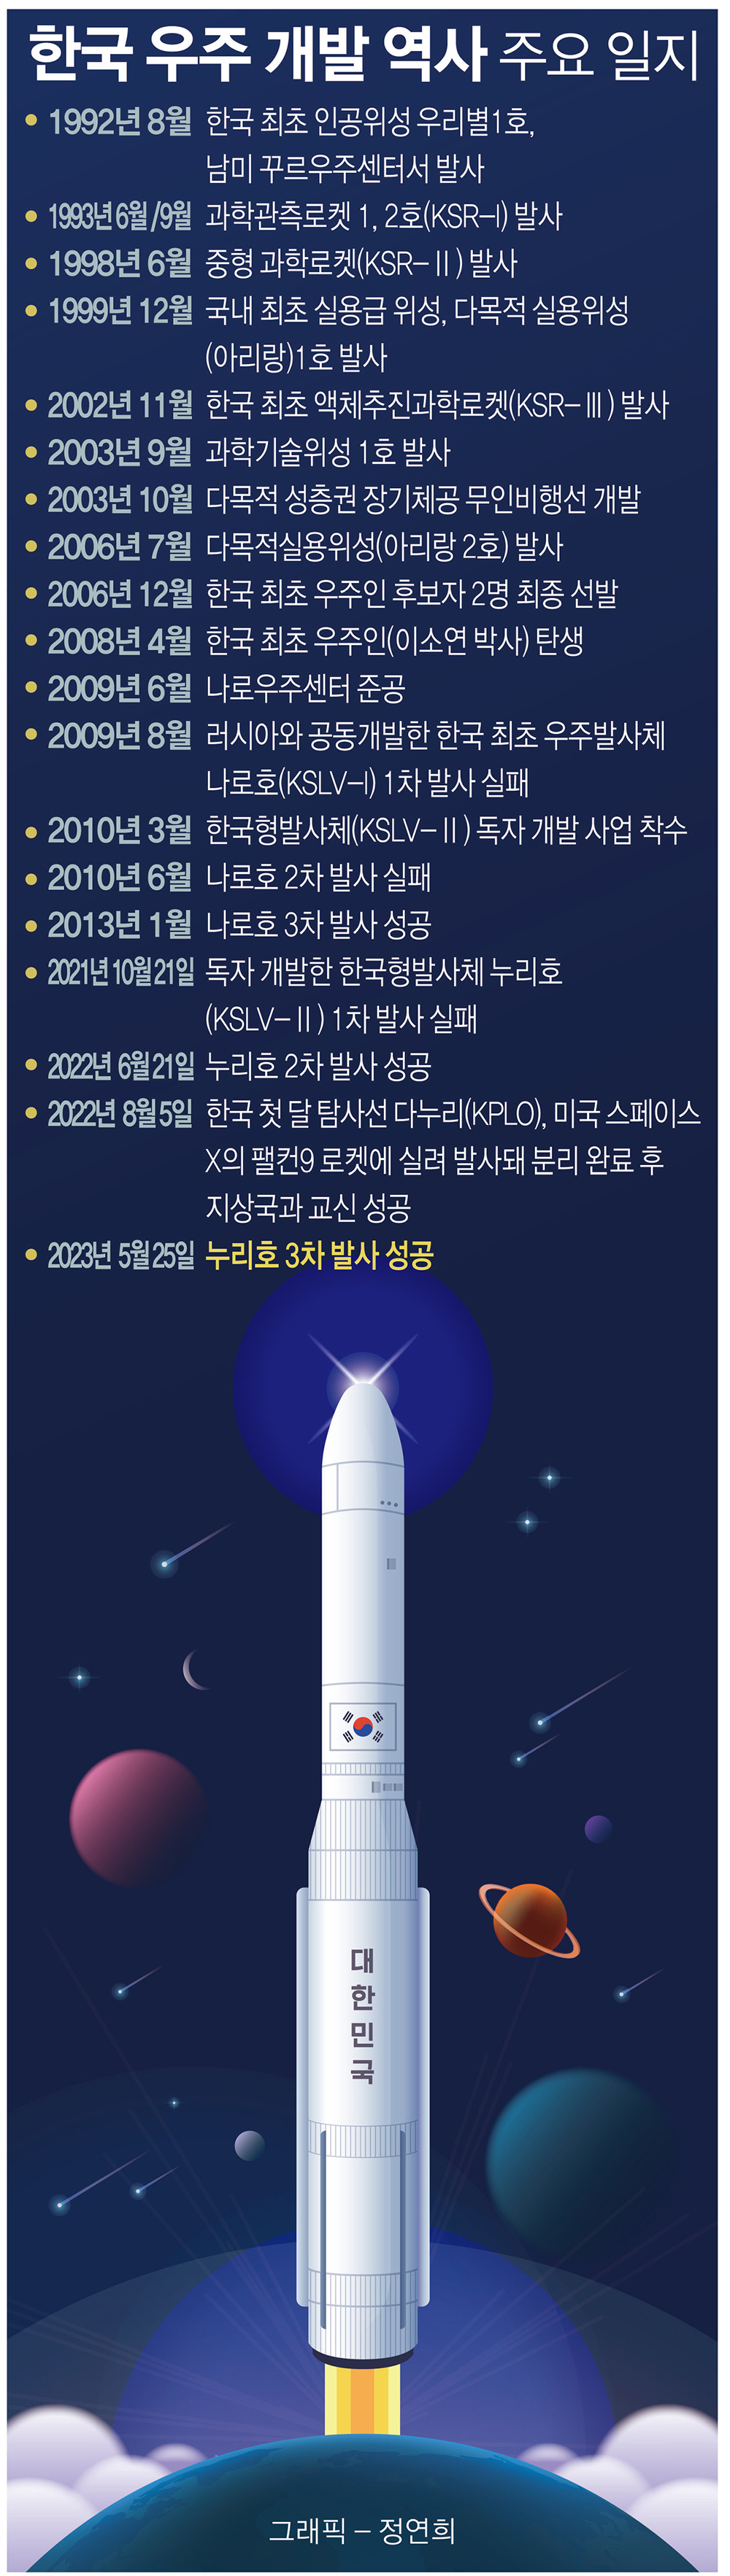 한국 우주 개발 역사 주요 일지
• 1992년 8월 한국 최초 인공위성 우리별1호,
남미 꾸르우주센터서 발사
• 1993년 6월/9월 과학관측로켓 1, 2호(KSR-I) 발사
• 1998년 6월 중형 과학로켓(KSR-Ⅱ) 발사
• 1999년 12월 국내 최초 실용급 위성, 다목적 실용위성
(아리랑)1호 발사
• 2002년 11월 한국 최초 액체추진과학로켓(KSR-Ⅲ) 발사
• 2003년 9월 과학기술위성 1호 발사
• 2003년 10월 다목적 성층권 장기체공 무인비행선 개발
• 2006년 7월 다목적실용위성(아리랑 2호) 발사
• 2006년 12월 한국 최초 우주인 후보자 2명 최종 선발
• 2008년 4월 한국 최초 우주인(이소연 박사) 탄생
• 2009년 6월 나로우주센터 준공
• 2009년 8월 러시아와 공동개발한 한국 최초 우주발사체
나로호(KSLV-I) 1차 발사 실패
• 2010년 3월 한국형발사체(KSLV-Ⅱ) 독자 개발 사업 착수
• 2010년 6월 나로호 2차 발사 실패
• 2013년 1월 나로호 3차 발사 성공
• 2021년 10월 21일 독자 개발한 한국형발사체 누리호
(KSLV-Ⅱ) 1차 발사 실패
• 2022년 6월 21일 누리호 2차 발사 성공
• 2022년 8월 5일 한국 첫 달 탐사선 다누리(KPLO), 미국 스페이스
X의 팰컨9 로켓에 실려 발사돼 분리 완료 후
지상국과 교신 성공
• 2023년 5월 25일 누리호 3차 발사 성공
대
한
민
국
그래픽 – 정연희